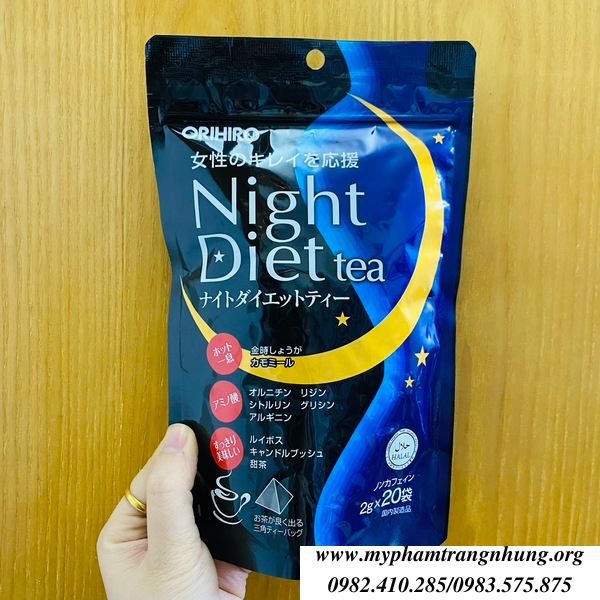 ORIHIRO
女性のキレイを応援
Night
Diet tea
ナイトダイエットティー
ホット
一息
金時しょうが
カモミール
アミノ酸
オルニチン リジン
シトルリン グリシン
アルギニン
すっきり
美味しい
ルイボス
キャンドルブッシュ
甜茶
حلال
HALAL
ノンカフェイン
2g×20袋
国内製造品
お茶が良く出る
三角ティーバッグ
www.myphamtrangnhung.org
0982.410.285/0983.575.875